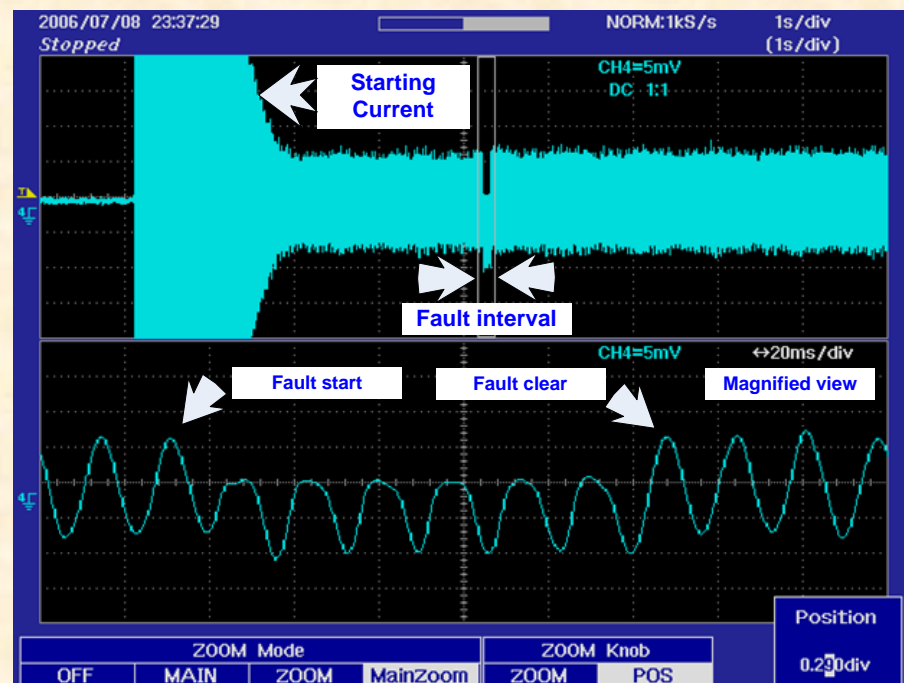 2006/07/08 23:37:29 NORM:1kS/s 1s/div
Stopped (1s/div)
CH4=5mV
DC 1:1
Starting
Current
T
4
Fault interval
CH4=5mV ↔20ms/div
Fault start Fault clear Magnified view
4
Position
0.290div
ZOOM Mode ZOOM Knob
OFF MAIN ZOOM MainZoom ZOOM POS